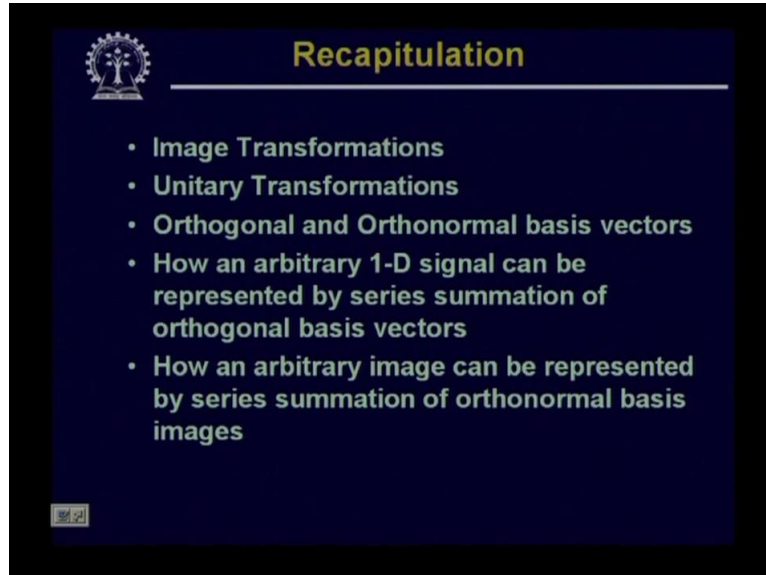 Recapitulation
• Image Transformations
• Unitary Transformations
• Orthogonal and Orthonormal basis vectors
• How an arbitrary 1-D signal can be
represented by series summation of
orthogonal basis vectors
• How an arbitrary image can be represented
by series summation of orthonormal basis
images